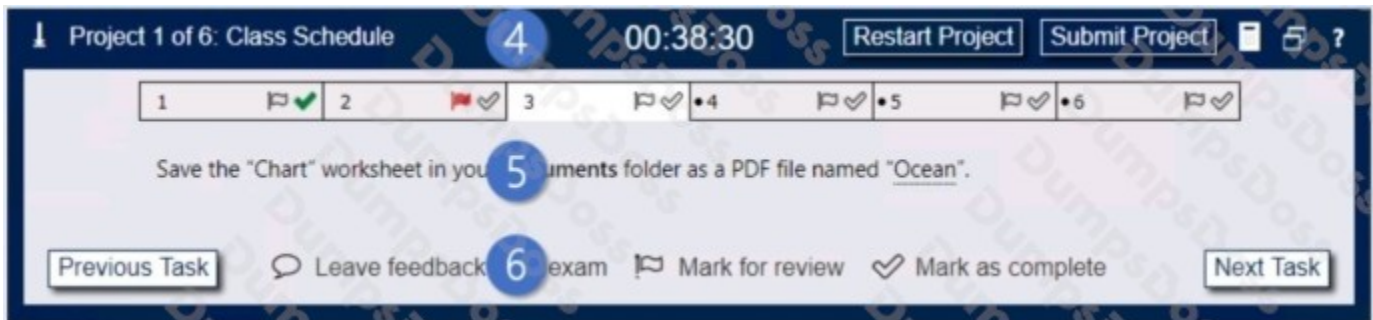 Project 1 of 6: Class Schedule 4 00:38:30 Restart Project Submit Project ?
1 2 3 •4 •5 •6
Save the "Chart" worksheet in you 5 uments folder as a PDF file named "Ocean".
Previous Task Leave feedback 6 exam Mark for review Mark as complete Next Task
DumpsDoss